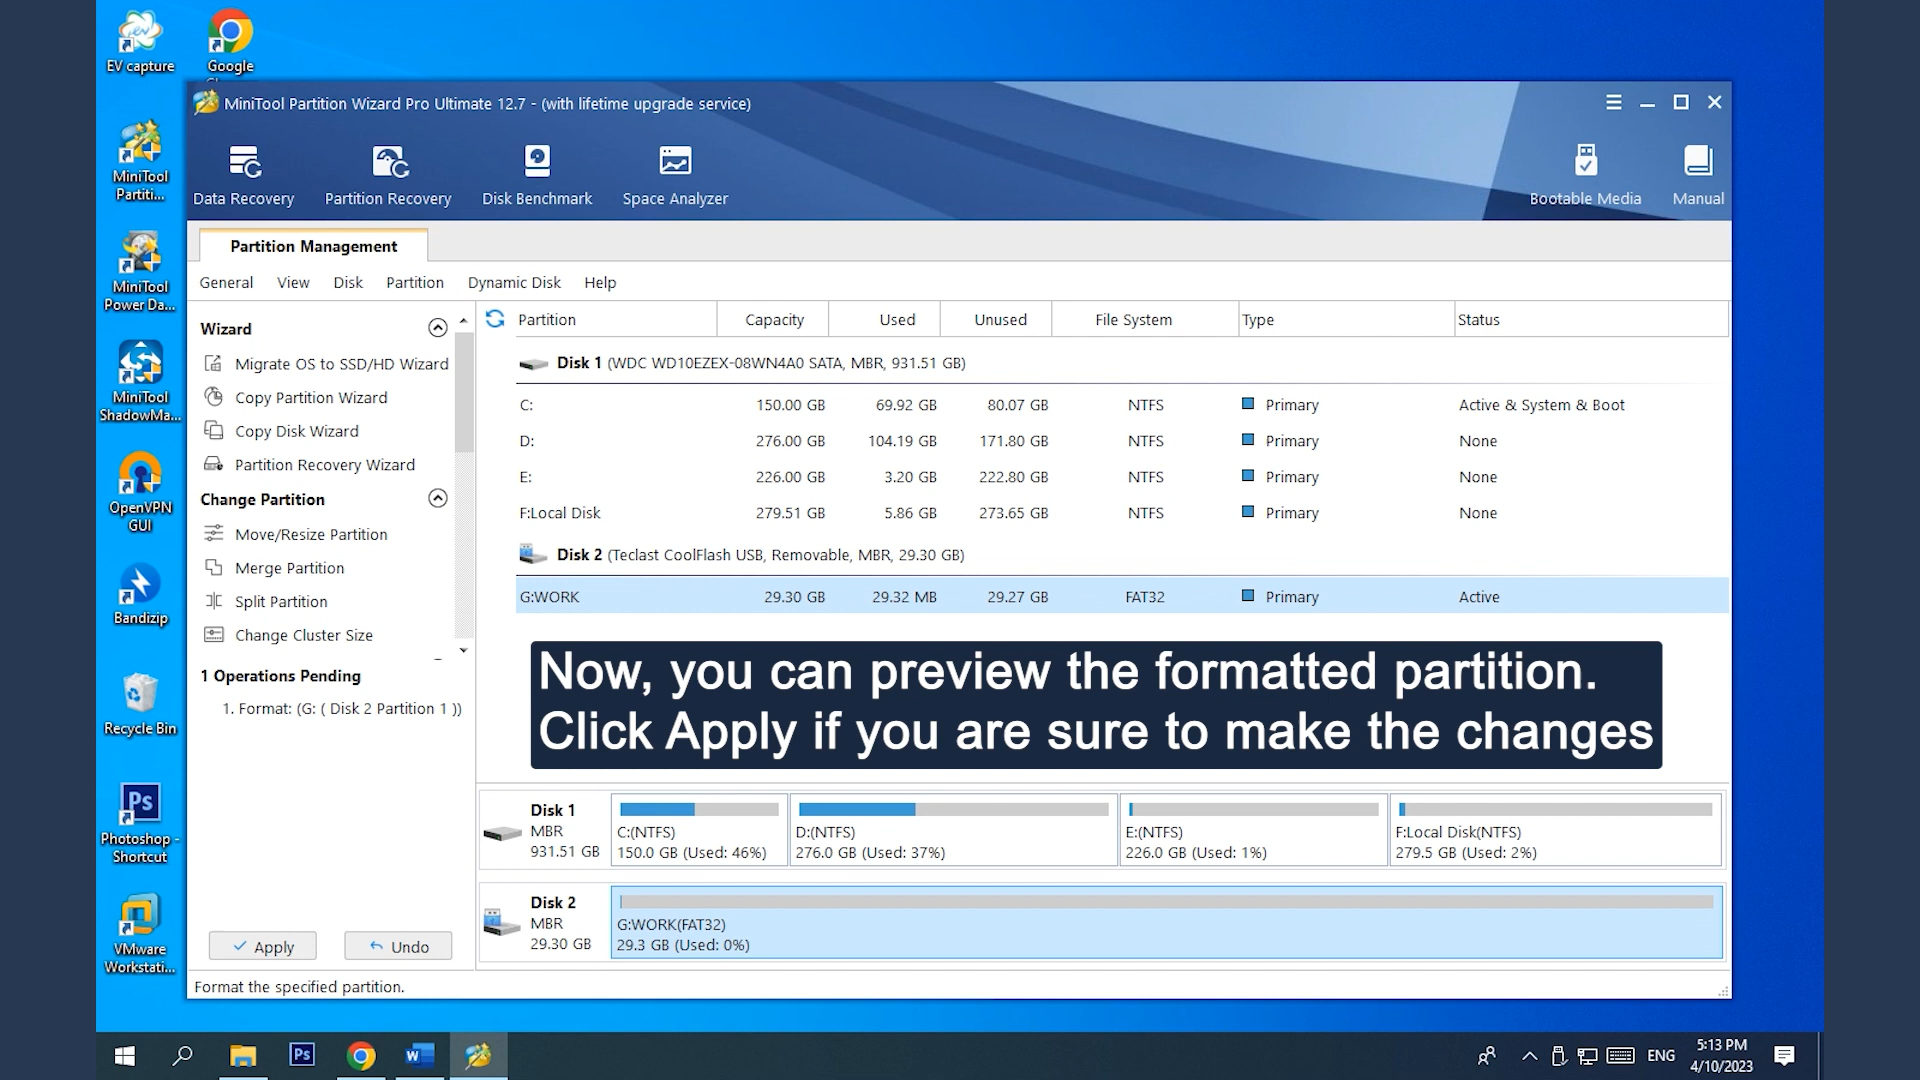 EV capture
Google
MiniTool Partition Wizard Pro Ultimate 12.7 - (with lifetime upgrade service)
Data Recovery
Partition Recovery
Disk Benchmark
Space Analyzer
Bootable Media
Manual
MiniTool
Partiti...
MiniTool
Power Da...
MiniTool
ShadowMa...
OpenVPN
GUI
Bandizip
Recycle Bin
Ps
Photoshop -
Shortcut
VMware
Workstati...
Partition Management
General View Disk Partition Dynamic Disk Help
Wizard
Migrate OS to SSD/HD Wizard
Copy Partition Wizard
Copy Disk Wizard
Partition Recovery Wizard
Change Partition
Move/Resize Partition
Merge Partition
Split Partition
Change Cluster Size
1 Operations Pending
1. Format: (G: ( Disk 2 Partition 1 ))
Apply
Undo
Partition Capacity Used Unused File System Type Status
Disk 1 (WDC WD10EZEX-08WN4A0 SATA, MBR, 931.51 GB)
C: 150.00 GB 69.92 GB 80.07 GB NTFS Primary Active & System & Boot
D: 276.00 GB 104.19 GB 171.80 GB NTFS Primary None
E: 226.00 GB 3.20 GB 222.80 GB NTFS Primary None
F:Local Disk 279.51 GB 5.86 GB 273.65 GB NTFS Primary None
Disk 2 (Teclast CoolFlash USB, Removable, MBR, 29.30 GB)
G:WORK 29.30 GB 29.32 MB 29.27 GB FAT32 Primary Active
Now, you can preview the formatted partition.
Click Apply if you are sure to make the changes
Disk 1
MBR
931.51 GB
C:(NTFS)
150.0 GB (Used: 46%)
D:(NTFS)
276.0 GB (Used: 37%)
E:(NTFS)
226.0 GB (Used: 1%)
F:Local Disk(NTFS)
279.5 GB (Used: 2%)
Disk 2
MBR
29.30 GB
G:WORK(FAT32)
29.3 GB (Used: 0%)
Format the specified partition.
Ps
W
ENG
5:13 PM
4/10/2023